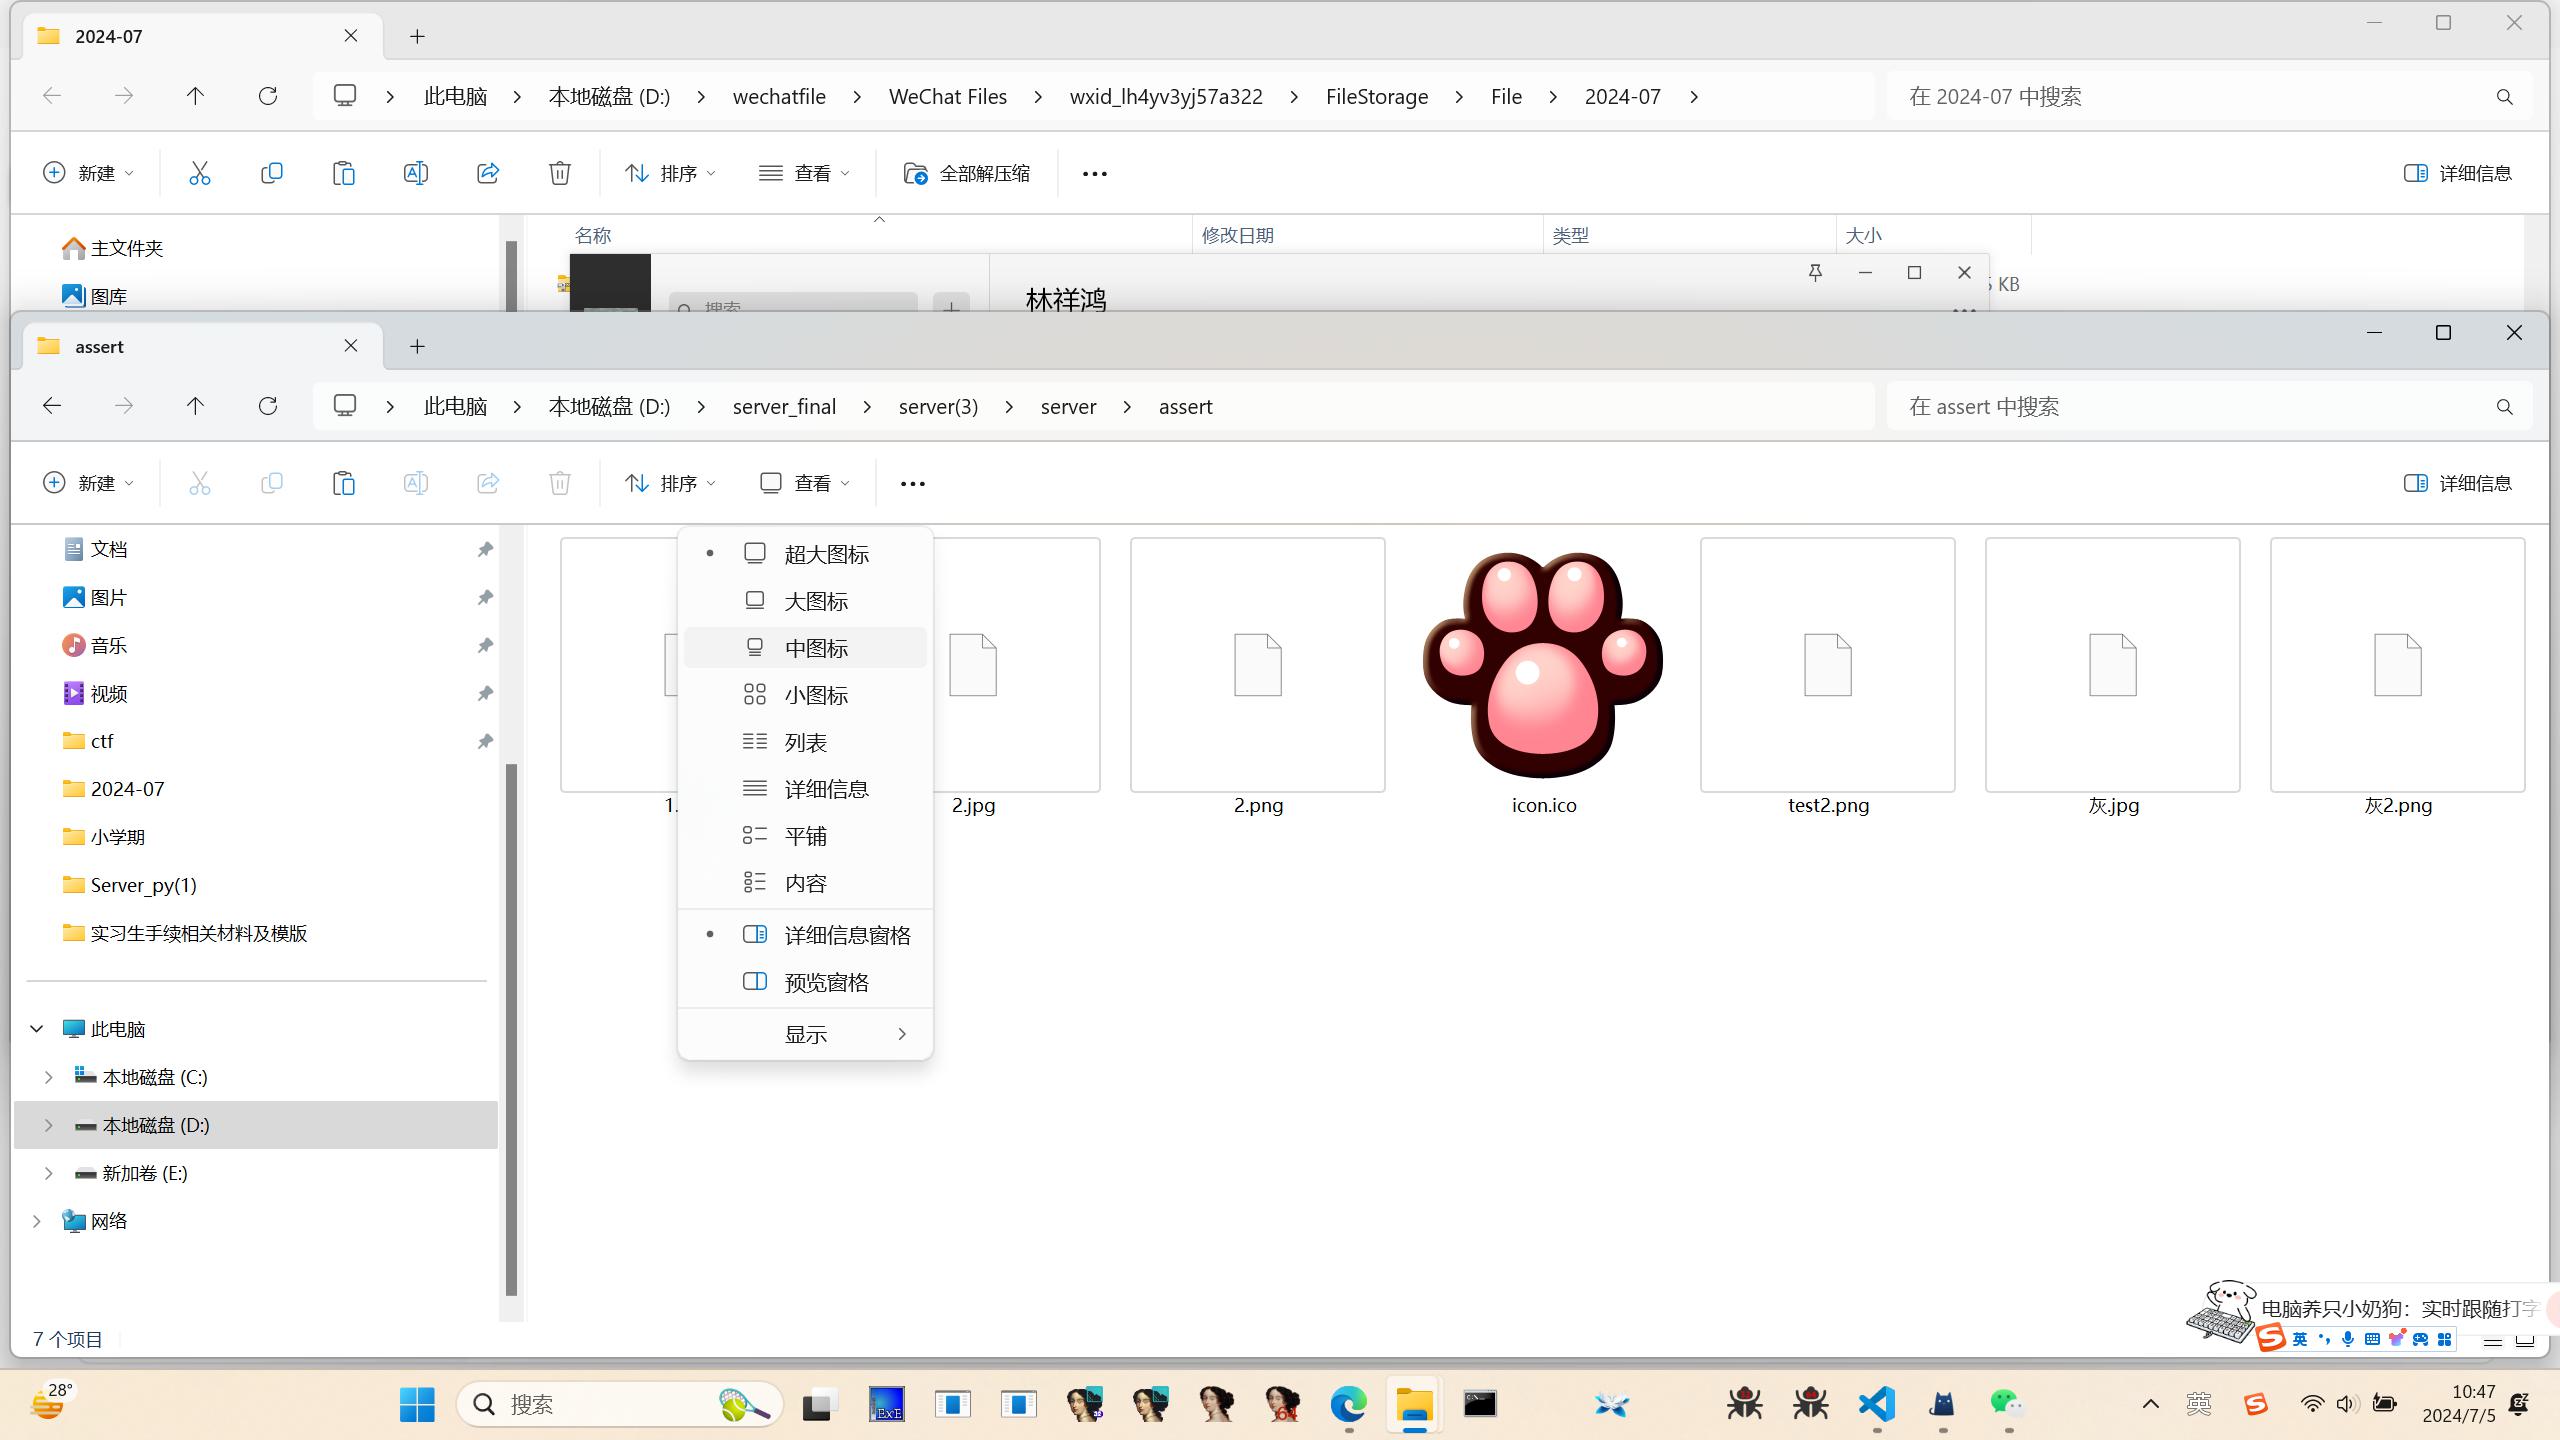 2024-07
此电脑 本地磁盘 (D:) wechatfile WeChat Files wxid_lh4yv3yj57a322 FileStorage File 2024-07 在 2024-07 中搜索
新建 排序 查看 全部解压缩 详细信息
主文件夹 名称 修改日期 类型 大小
图库 搜索 林祥鸿 KB
assert
此电脑 本地磁盘 (D:) server_final server(3) server assert 在 assert 中搜索
新建 排序 查看 详细信息
文档
图片
音乐
视频
ctf
2024-07
小学期
Server_py(1)
实习生手续相关材料及模版
此电脑
本地磁盘 (C:)
本地磁盘 (D:)
新加卷 (E:)
网络
超大图标
大图标
中图标
小图标
列表
详细信息
平铺
内容
详细信息窗格
预览窗格
显示
1. 2.jpg 2.png icon.ico test2.png 灰.jpg 灰2.png
电脑养只小奶狗：实时跟随打字
英
7 个项目
28° 搜索 ExE 64 英 10:47
2024/7/5